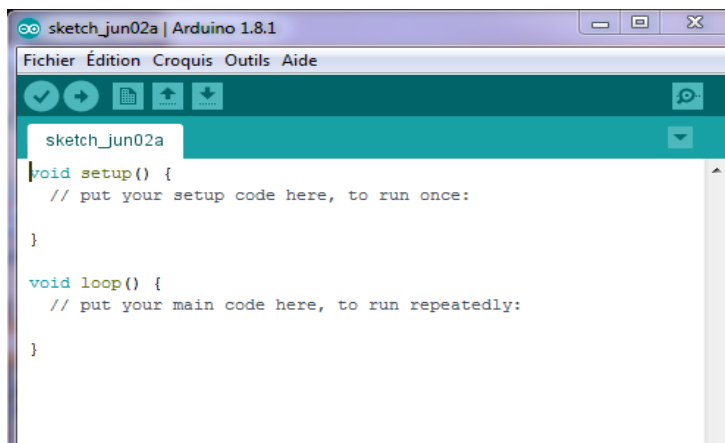 sketch_jun02a | Arduino 1.8.1
Fichier Édition Croquis Outils Aide
sketch_jun02a
void setup() {
// put your setup code here, to run once:
}
void loop() {
// put your main code here, to run repeatedly:
}